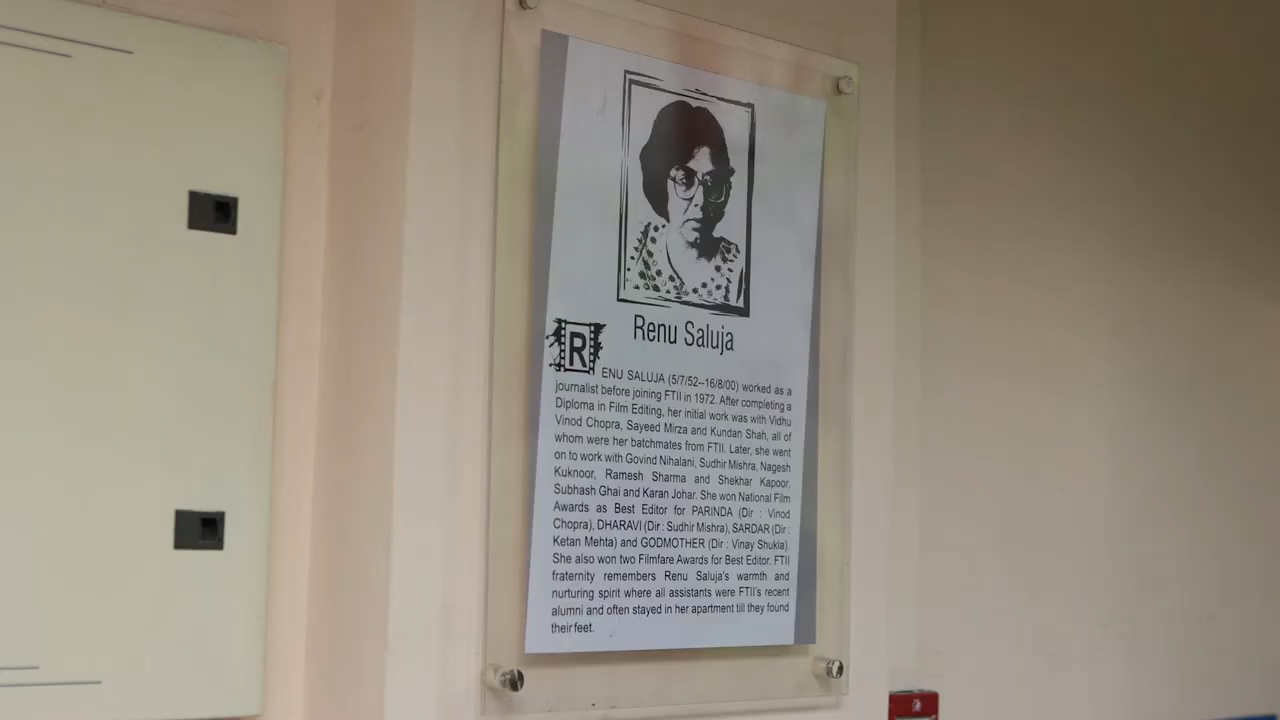 Renu Saluja
RENU SALUJA (5/7/52--16/8/00) worked as a
journalist before joining FTII in 1972. After completing a
Diploma in Film Editing, her initial work was with Vidhu
Vinod Chopra, Sayeed Mirza and Kundan Shah, all of
whom were her batchmates from FTII. Later, she went
on to work with Govind Nihalani, Sudhir Mishra, Nagesh
Kuknoor, Ramesh Sharma and Shekhar Kapoor,
Subhash Ghai and Karan Johar. She won National Film
Awards as Best Editor for PARINDA (Dir : Vinod
Chopra), DHARAVI (Dir : Sudhir Mishra), SARDAR (Dir :
Ketan Mehta) and GODMOTHER (Dir : Vinay Shukla).
She also won two Filmfare Awards for Best Editor. FTII
fraternity remembers Renu Saluja's warmth and
nurturing spirit where all assistants were FTII's recent
alumni and often stayed in her apartment till they found
their feet.